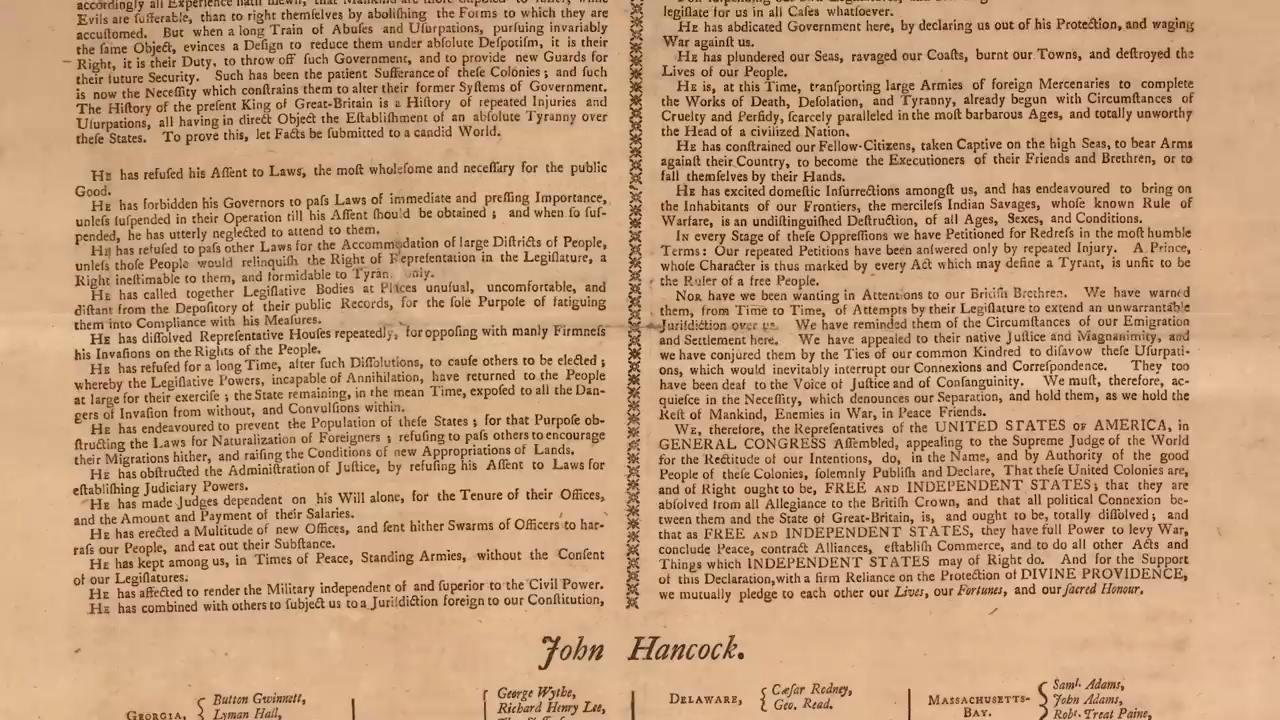 accordingly all Experience hath ſhewn, that Mankind are more diſpoſed to ſuffer, while
Evils are ſufferable, than to right themſelves by aboliſhing the Forms to which they are
accuſtomed. But when a long Train of Abuſes and Uſurpations, purſuing invariably
the ſame Object, evinces a Deſign to reduce them under abſolute Deſpotiſm, it is their
Right, it is their Duty, to throw off ſuch Government, and to provide new Guards for
their future Security. Such has been the patient Sufferance of theſe Colonies; and ſuch
is now the Neceſſity which conſtrains them to alter their former Syſtems of Government.
The Hiſtory of the preſent King of Great-Britain is a Hiſtory of repeated Injuries and
Uſurpations, all having in direct Object the Eſtabliſhment of an abſolute Tyranny over
theſe States. To prove this, let Facts be ſubmitted to a candid World.
HE has refuſed his Aſſent to Laws, the moſt wholeſome and neceſſary for the public
Good.
HE has forbidden his Governors to paſs Laws of immediate and preſſing Importance,
unleſs ſuſpended in their Operation till his Aſſent ſhould be obtained; and when ſo ſuſ-
pended, he has utterly neglected to attend to them.
HE has refuſed to paſs other Laws for the Accommodation of large Diſtricts of People,
unleſs thoſe People would relinquiſh the Right of Repreſentation in the Legiſlature, a
Right ineſtimable to them, and formidable to Tyran only.
HE has called together Legiſlative Bodies at Places unuſual, uncomfortable, and
diſtant from the Depoſitory of their public Records, for the ſole Purpoſe of fatiguing
them into Compliance with his Meaſures.
HE has diſſolved Repreſentative Houſes repeatedly, for oppoſing with manly Firmneſs
his Invaſions on the Rights of the People.
HE has refuſed for a long Time, after ſuch Diſſolutions, to cauſe others to be elected;
whereby the Legiſlative Powers, incapable of Annihilation, have returned to the People
at large for their exerciſe; the State remaining, in the mean Time, expoſed to all the Dan-
gers of Invaſion from without, and Convulſions within.
HE has endeavoured to prevent the Population of theſe States; for that Purpoſe ob-
ſtructing the Laws for Naturalization of Foreigners; refuſing to paſs others to encourage
their Migrations hither, and raiſing the Conditions of new Appropriations of Lands.
HE has obſtructed the Adminiſtration of Juſtice, by refuſing his Aſſent to Laws for
eſtabliſhing Judiciary Powers.
HE has made Judges dependent on his Will alone, for the Tenure of their Offices,
and the Amount and Payment of their Salaries.
HE has erected a Multitude of new Offices, and ſent hither Swarms of Officers to har-
raſs our People, and eat out their Subſtance.
HE has kept among us, in Times of Peace, Standing Armies, without the Conſent
of our Legiſlatures.
HE has affected to render the Military independent of and ſuperior to the Civil Power.
HE has combined with others to ſubject us to a Juriſdiction foreign to our Conſtitution,
legiſlate for us in all Caſes whatſoever.
HE has abdicated Government here, by declaring us out of his Protection, and waging
War againſt us.
HE has plundered our Seas, ravaged our Coaſts, burnt our Towns, and deſtroyed the
Lives of our People.
HE is, at this Time, tranſporting large Armies of foreign Mercenaries to complete
the Works of Death, Deſolation, and Tyranny, already begun with Circumſtances of
Cruelty and Perfidy, ſcarcely paralleled in the moſt barbarous Ages, and totally unworthy
the Head of a civilized Nation.
HE has conſtrained our Fellow-Citizens, taken Captive on the high Seas, to bear Arms
againſt their Country, to become the Executioners of their Friends and Brethren, or to
fall themſelves by their Hands.
HE has excited domeſtic Inſurrections amongſt us, and has endeavoured to bring on
the Inhabitants of our Frontiers, the mercileſs Indian Savages, whoſe known Rule of
Warfare, is an undiſtinguiſhed Deſtruction, of all Ages, Sexes, and Conditions.
IN every Stage of theſe Oppreſſions we have Petitioned for Redreſs in the moſt humble
Terms: Our repeated Petitions have been anſwered only by repeated Injury. A Prince,
whoſe Character is thus marked by every Act which may define a Tyrant, is unfit to be
the Ruler of a free People.
NOR have we been wanting in Attentions to our Britiſh Brethren. We have warned
them, from Time to Time, of Attempts by their Legiſlature to extend an unwarrantable
Juriſdiction over us. We have reminded them of the Circumſtances of our Emigration
and Settlement here. We have appealed to their native Juſtice and Magnanimity, and
we have conjured them by the Ties of our common Kindred to diſavow theſe Uſurpati-
ons, which would inevitably interrupt our Connexions and Correſpondence. They too
have been deaf to the Voice of Juſtice and of Conſanguinity. We muſt, therefore, ac-
quieſce in the Neceſſity, which denounces our Separation, and hold them, as we hold the
Reſt of Mankind, Enemies in War, in Peace Friends.
WE, therefore, the Repreſentatives of the UNITED STATES OF AMERICA, in
GENERAL CONGRESS Aſſembled, appealing to the Supreme Judge of the World
for the Rectitude of our Intentions, do, in the Name, and by Authority of the good
People of theſe Colonies, ſolemnly Publiſh and Declare, That theſe United Colonies are,
and of Right ought to be, FREE AND INDEPENDENT STATES; that they are
abſolved from all Allegiance to the Britiſh Crown, and that all political Connexion be-
tween them and the State of Great-Britain, is, and ought to be, totally diſſolved; and
that as FREE AND INDEPENDENT STATES, they have full Power to levy War,
conclude Peace, contract Alliances, eſtabliſh Commerce, and to do all other Acts and
Things which INDEPENDENT STATES may of Right do. And for the Support
of this Declaration, with a firm Reliance on the Protection of DIVINE PROVIDENCE,
we mutually pledge to each other our Lives, our Fortunes, and our ſacred Honour.
John Hancock.
GEORGIA,
Button Gwinnett,
Lyman Hall,
George Wythe,
Richard Henry Lee,
DELAWARE,
Cæſar Rodney,
Geo. Read.
MASSACHUSETTS-
BAY.
Saml. Adams,
John Adams,
Robt. Treat Paine,